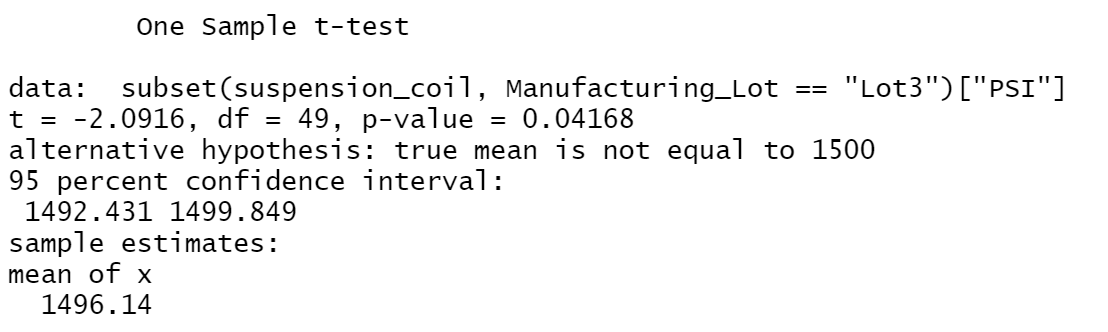 One Sample t-test
data:  subset(suspension_coil, Manufacturing_Lot == "Lot3")["PSI"]
t = -2.0916, df = 49, p-value = 0.04168
alternative hypothesis: true mean is not equal to 1500
95 percent confidence interval:
 1492.431 1499.849
sample estimates:
mean of x
  1496.14